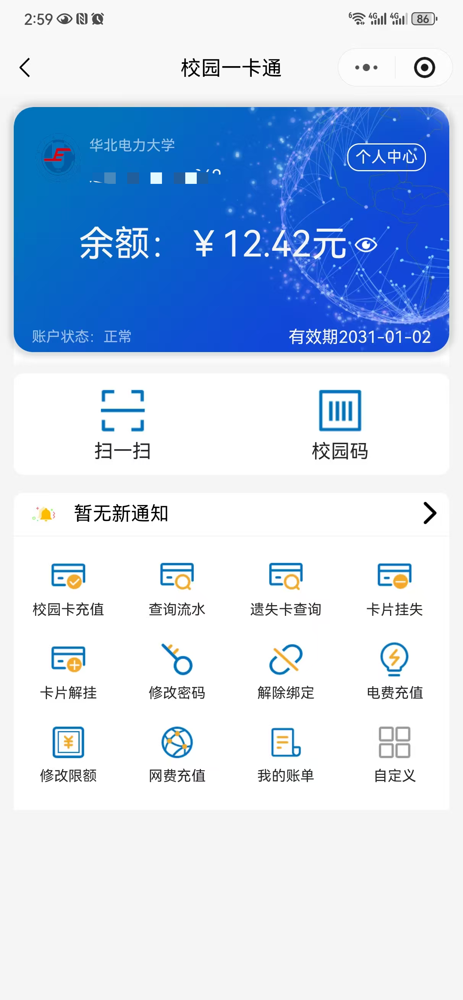 2:59
6 4G 4G 86
校园一卡通
华北电力大学
个人中心
余额： ￥12.42元
账户状态：正常
有效期2031-01-02
扫一扫 校园码
暂无新通知
校园卡充值 查询流水 遗失卡查询 卡片挂失
卡片解挂 修改密码 解除绑定 电费充值
修改限额 网费充值 我的账单 自定义